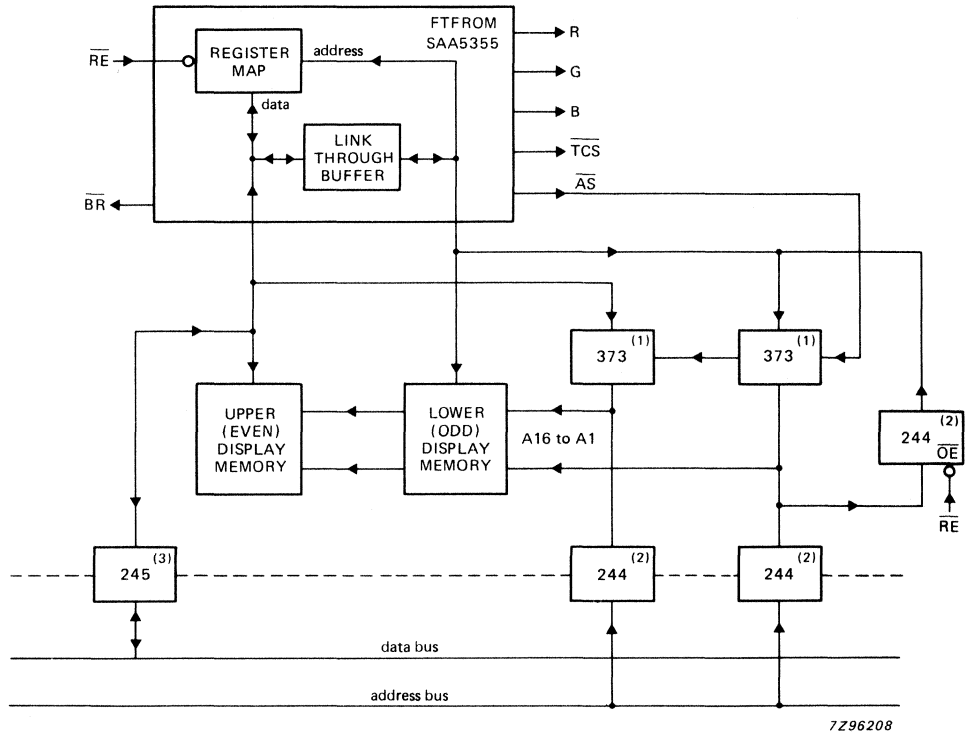 FTFROM
SAA5355
R
RE
REGISTER
MAP
address
G
data
B
LINK
THROUGH
BUFFER
TCS
AS
BR
373 (1)
373 (1)
UPPER
(EVEN)
DISPLAY
MEMORY
LOWER
(ODD)
DISPLAY
MEMORY
A16 to A1
244 (2)
OE
RE
245 (3)
244 (2)
244 (2)
data bus
address bus
7Z96208